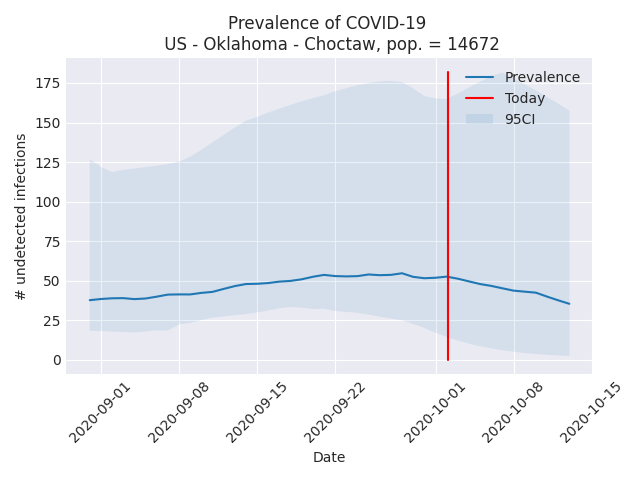 Prevalence of COVID-19
US - Oklahoma - Choctaw, pop. = 14672
# undetected infections
175
150
125
100
75
50
25
0
Prevalence
Today
95CI
2020-09-01
2020-09-08
2020-09-15
2020-09-22
2020-10-01
2020-10-08
2020-10-15
Date